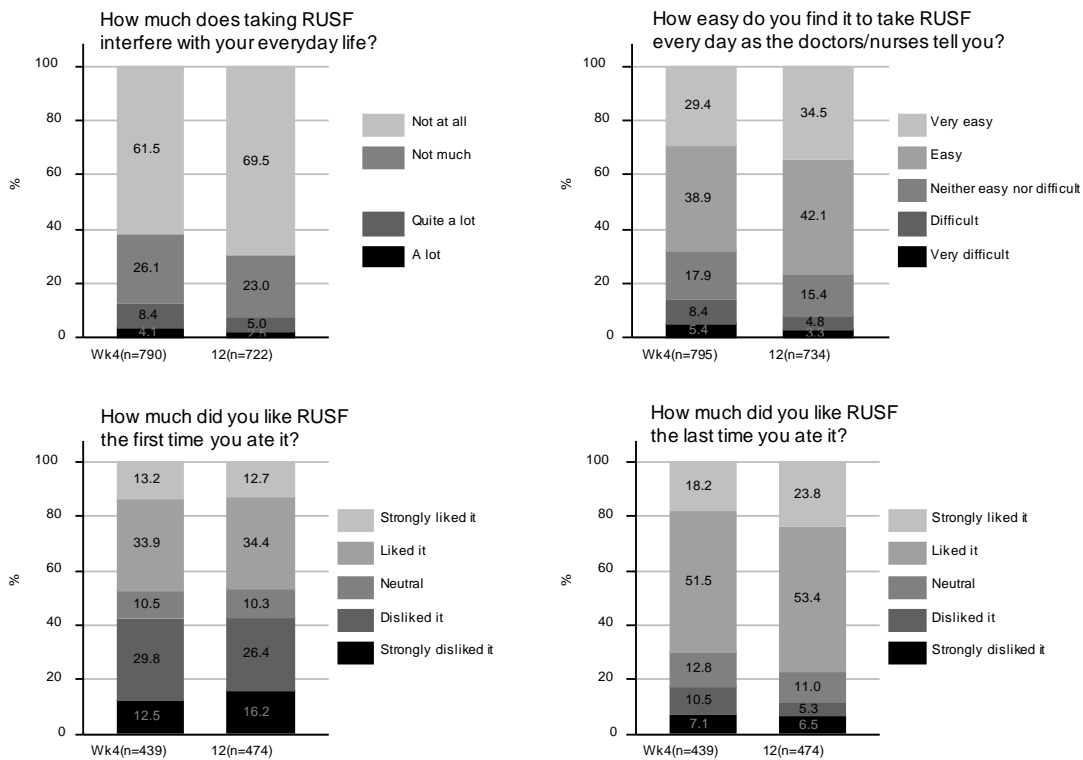 How much does taking RUSF
interfere with your everyday life?
100
80
60
40
20
0
%
61.5
69.5
26.1
23.0
8.4
5.0
4.1
2.5
Wk4(n=790)
12(n=722)
Not at all
Not much
Quite a lot
A lot
How easy do you find it to take RUSF
every day as the doctors/nurses tell you?
100
80
60
40
20
0
%
29.4
34.5
38.9
42.1
17.9
15.4
8.4
4.8
5.4
3.3
Wk4(n=795)
12(n=734)
Very easy
Easy
Neither easy nor difficult
Difficult
Very difficult
How much did you like RUSF
the first time you ate it?
100
80
60
40
20
0
%
13.2
12.7
33.9
34.4
10.5
10.3
29.8
26.4
12.5
16.2
Wk4(n=439)
12(n=474)
Strongly liked it
Liked it
Neutral
Disliked it
Strongly disliked it
How much did you like RUSF
the last time you ate it?
100
80
60
40
20
0
%
18.2
23.8
51.5
53.4
12.8
11.0
10.5
5.3
7.1
6.5
Wk4(n=439)
12(n=474)
Strongly liked it
Liked it
Neutral
Disliked it
Strongly disliked it